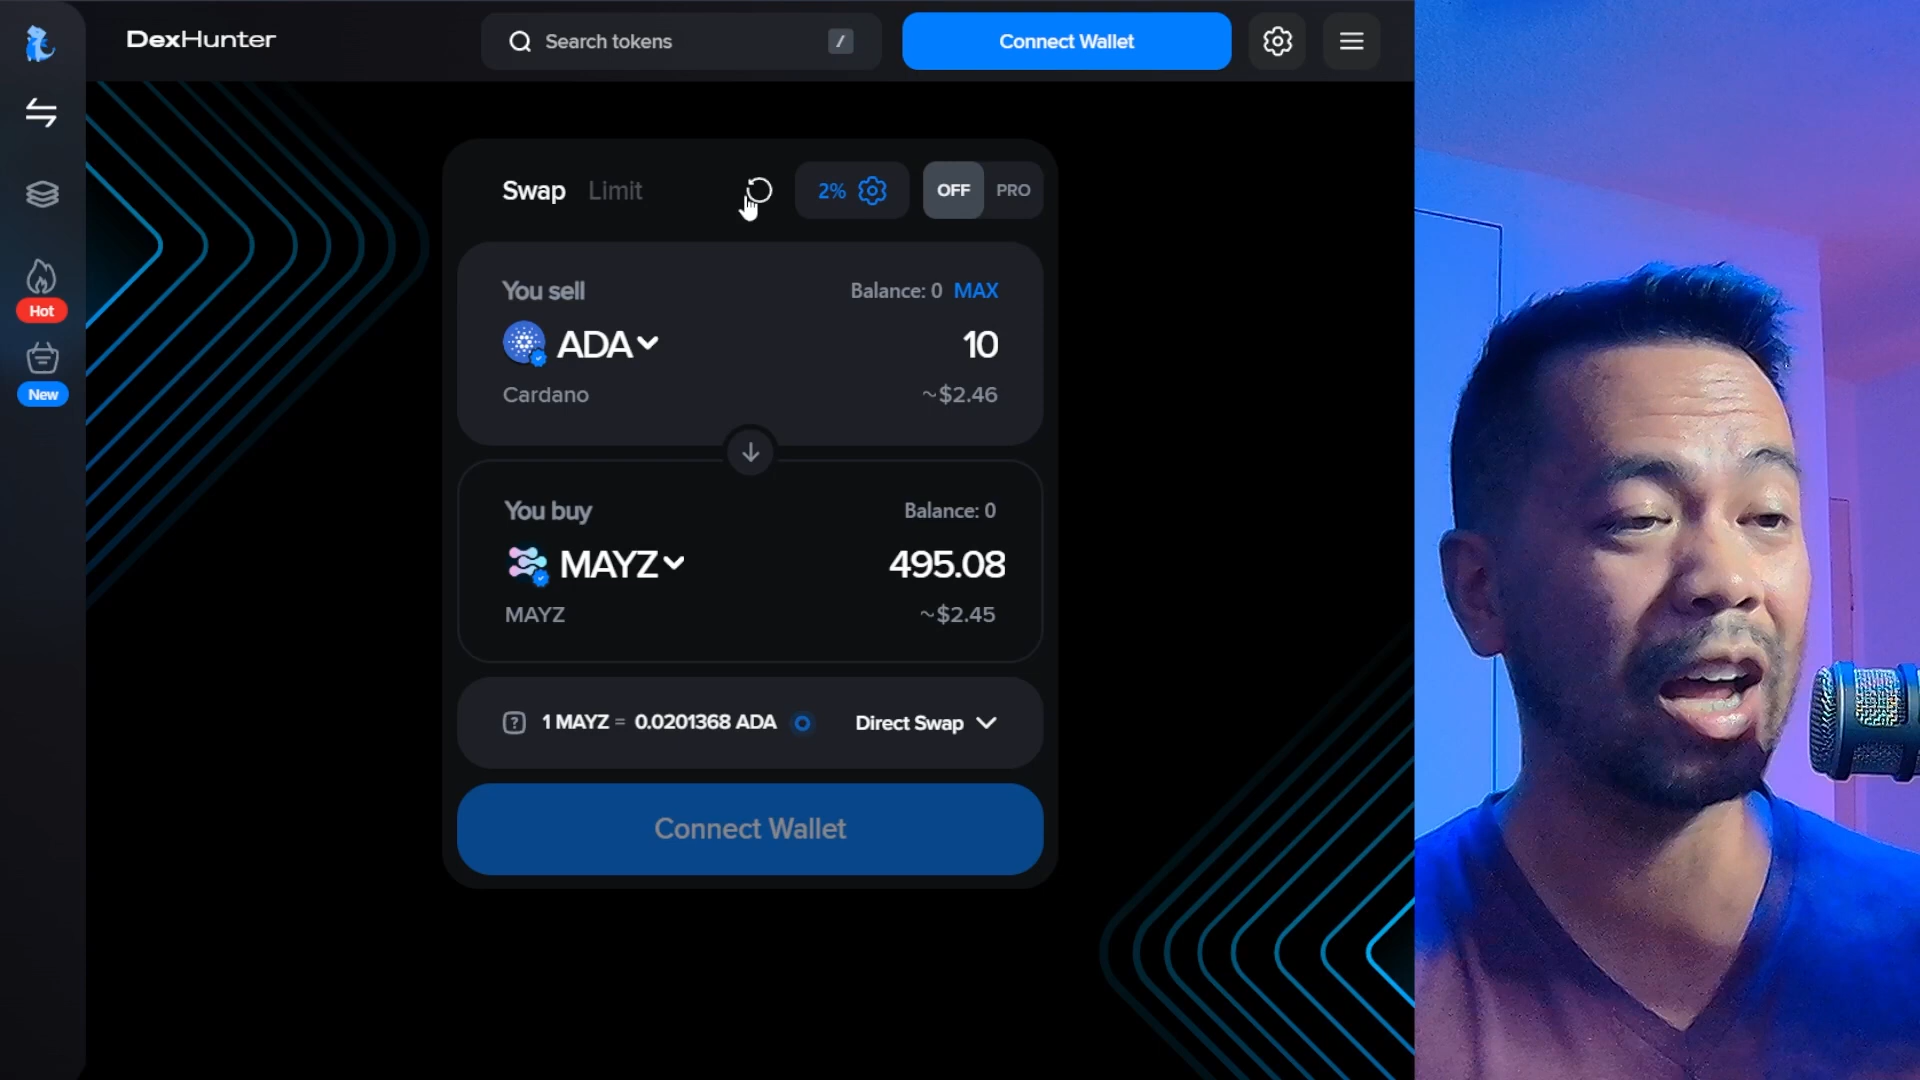 DexHunter
Search tokens /
Connect Wallet
Hot
New
Swap Limit 2% OFF PRO
You sell Balance: 0 MAX
ADA 10
Cardano ~$2.46
You buy Balance: 0
MAYZ 495.08
MAYZ ~$2.45
? 1 MAYZ = 0.0201368 ADA Direct Swap
Connect Wallet